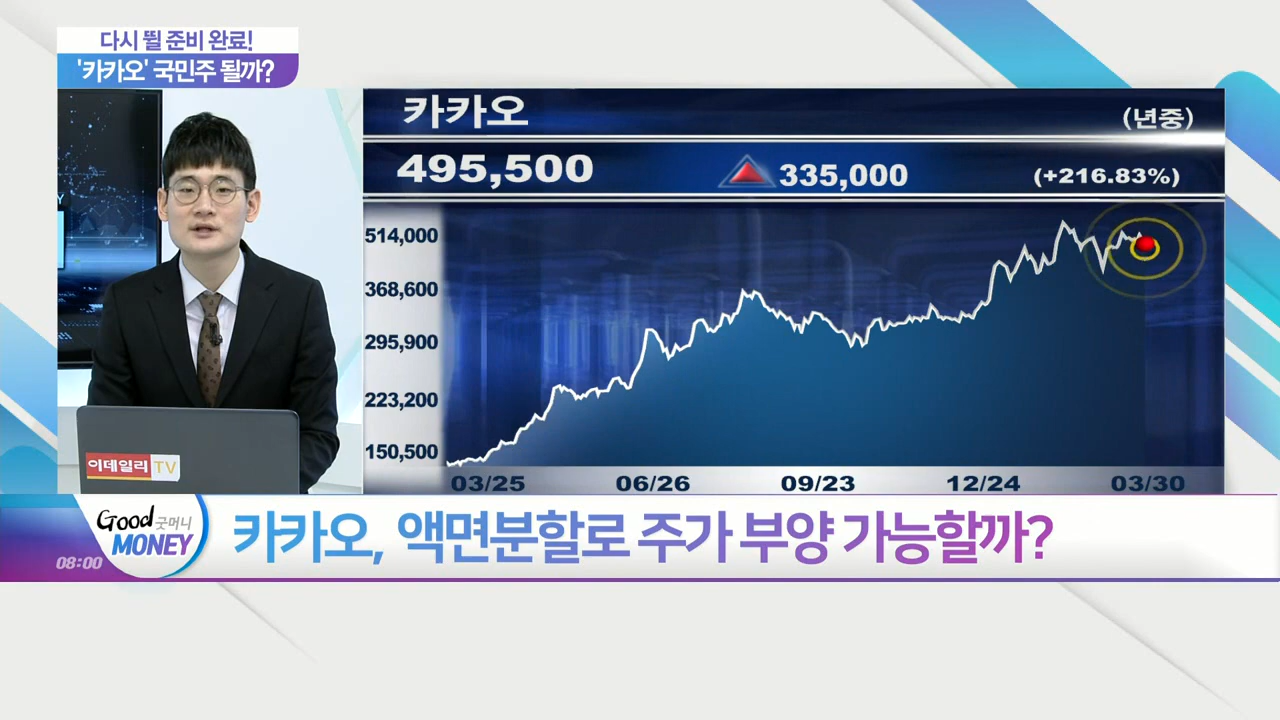 다시 뛸 준비 완료!
'카카오' 국민주 될까?
카카오
(년중)
495,500
335,000
(+216.83%)
514,000
368,600
295,900
223,200
150,500
03/25
06/26
09/23
12/24
03/30
이데일리 TV
Good 굿머니
MONEY
08:00
카카오, 액면분할로 주가 부양 가능할까?